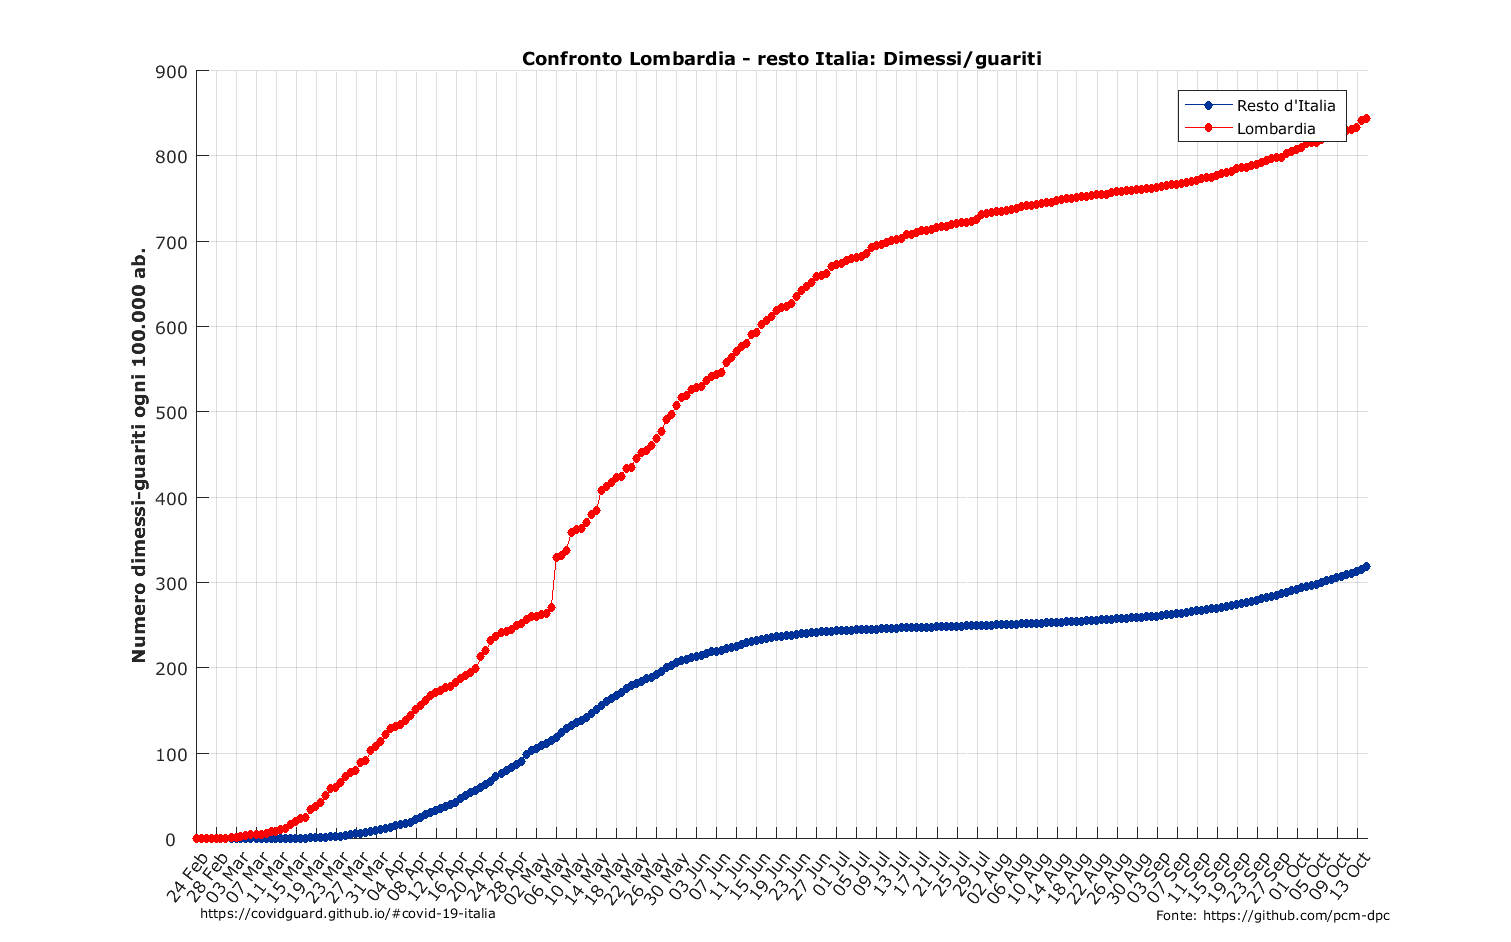 Confronto Lombardia - resto Italia: Dimessi/guariti
Resto d'Italia
Lombardia
Numero dimessi-guariti ogni 100.000 ab.
900
800
700
600
500
400
300
200
100
0
24 Feb
28 Feb
03 Mar
07 Mar
11 Mar
15 Mar
19 Mar
23 Mar
27 Mar
31 Mar
04 Apr
08 Apr
12 Apr
16 Apr
20 Apr
24 Apr
28 Apr
02 May
06 May
10 May
14 May
18 May
22 May
26 May
30 May
03 Jun
07 Jun
11 Jun
15 Jun
19 Jun
23 Jun
27 Jun
01 Jul
05 Jul
09 Jul
13 Jul
17 Jul
21 Jul
25 Jul
29 Jul
02 Aug
06 Aug
10 Aug
14 Aug
18 Aug
22 Aug
26 Aug
30 Aug
03 Sep
07 Sep
11 Sep
15 Sep
19 Sep
23 Sep
27 Sep
01 Oct
05 Oct
09 Oct
13 Oct
https://covidguard.github.io/#covid-19-italia
Fonte: https://github.com/pcm-dpc